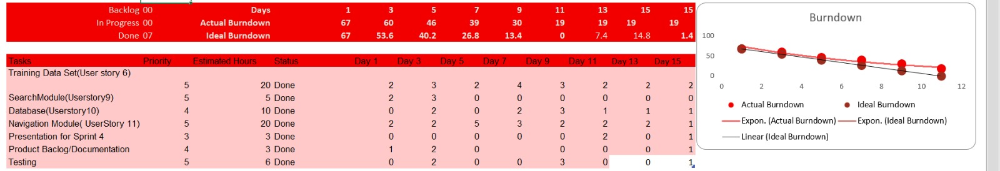 Backlog 00 Days 1 3 5 7 9 11 13 15 15
In Progress 00 Actual Burndown 67 60 46 39 30 19 19 19 19
Done 07 Ideal Burndown 67 53.6 40.2 26.8 13.4 0 7.4 14.8 1.4
Tasks Priority Estimated Hours Status Day 1 Day 3 Day 5 Day 7 Day 9 Day 11 Day 13 Day 15
Training Data Set(User story 6)
5 20 Done 2 3 2 4 3 2 2 2
SearchModule(Userstory9) 5 5 Done 2 3 0 0 0 0 0 0
Database(Userstory10) 4 10 Done 0 2 0 2 3 1 1 1
Navigation Module( UserStory 11) 5 20 Done 2 2 5 3 2 2 2 1
Presentation for Sprint 4 3 3 Done 0 0 0 0 0 2 0 1
Product Baclog/Documentation 4 3 Done 1 2 0 0 0 0 1
Testing 5 6 Done 0 2 0 0 3 0 0 1
Burndown
100
50
0
0 2 4 6 8 10 12
Actual Burndown Ideal Burndown
Expon. (Actual Burndown) Expon. (Ideal Burndown)
Linear (Ideal Burndown)